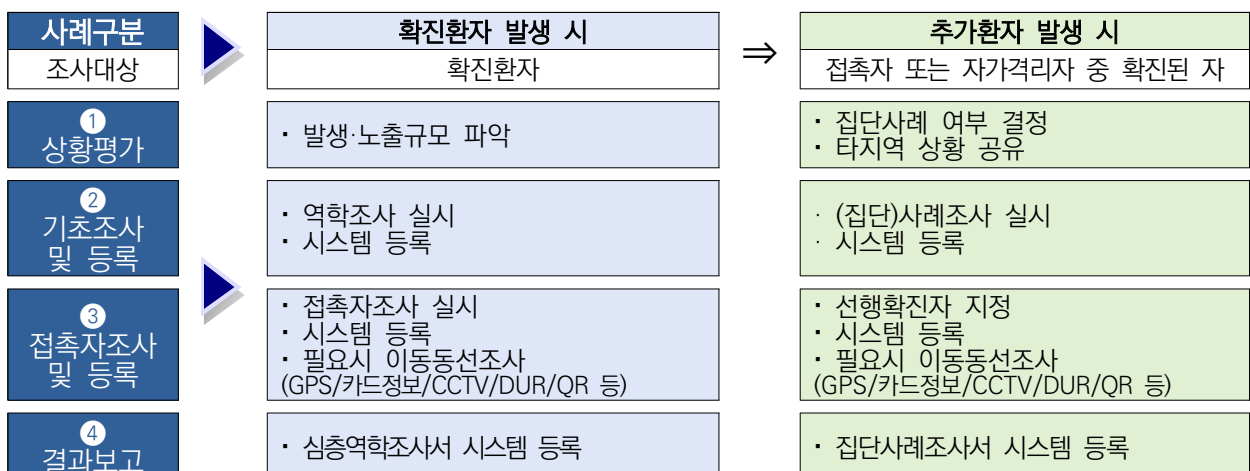 사례구분
조사대상
확진환자 발생 시
확진환자
⇒
추가환자 발생 시
접촉자 또는 자가격리자 중 확진된 자
①
상황평가
· 발생·노출규모 파악
· 집단사례 여부 결정
· 타지역 상황 공유
②
기초조사
및 등록
· 역학조사 실시
· 시스템 등록
· (집단)사례조사 실시
· 시스템 등록
③
접촉자조사
및 등록
· 접촉자조사 실시
· 시스템 등록
· 필요시 이동동선조사
(GPS/카드정보/CCTV/DUR/QR 등)
· 선행확진자 지정
· 시스템 등록
· 필요시 이동동선조사
(GPS/카드정보/CCTV/DUR/QR 등)
④
결과보고
· 심층역학조사서 시스템 등록
· 집단사례조사서 시스템 등록